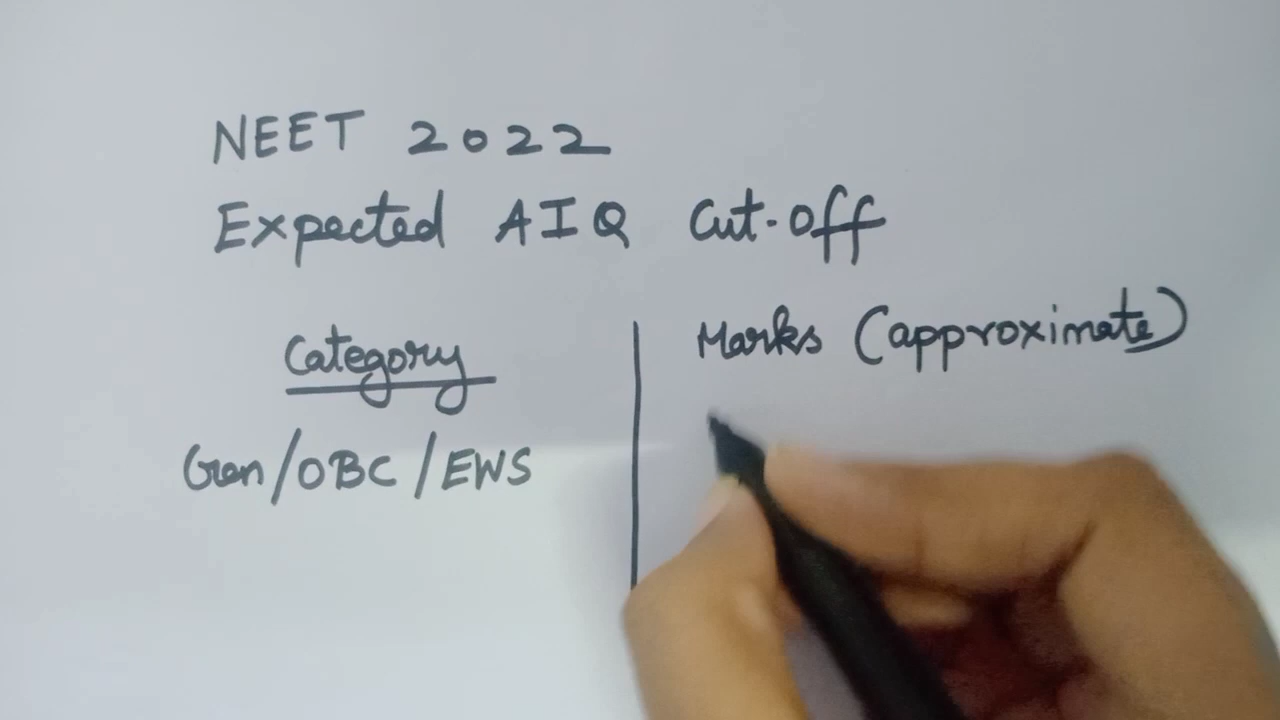 NEET 2022
Expected AIQ Cut-off
Category
Marks (approximate)
Gen/OBC/EWS